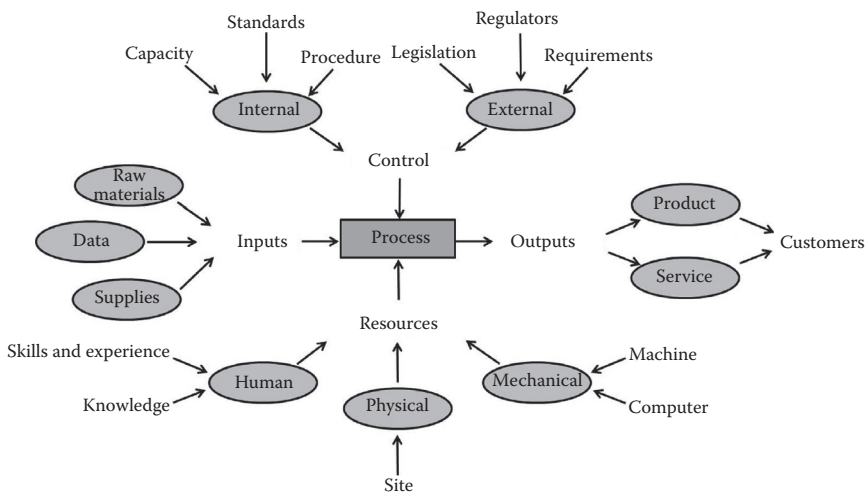 Standards
Regulators
Capacity
Procedure
Legislation
Requirements
Internal
External
Control
Raw
materials
Product
Data
Inputs
Process
Outputs
Customers
Service
Supplies
Resources
Skills and experience
Machine
Human
Mechanical
Knowledge
Physical
Computer
Site